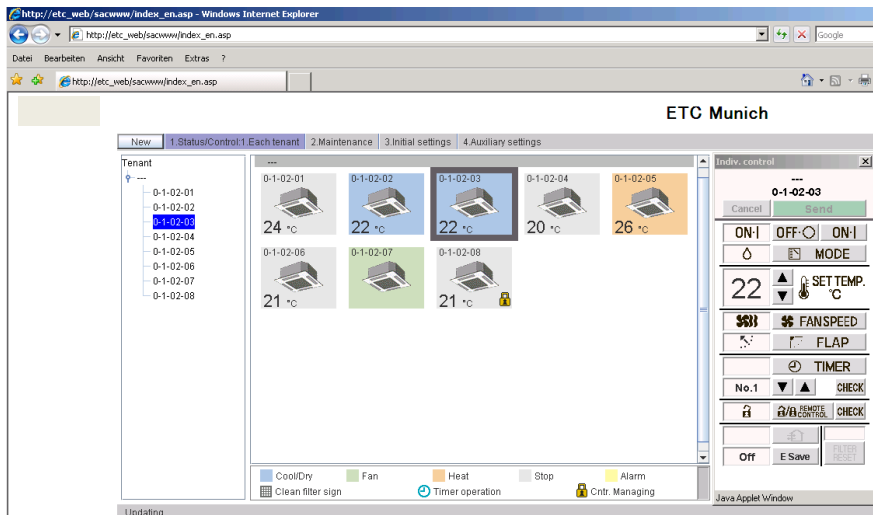 http://etc_web/sacwww/index_en.asp - Windows Internet Explorer
http://etc_web/sacwww/index_en.asp
Google
Datei Bearbeiten Ansicht Favoriten Extras ?
http://etc_web/sacwww/index_en.asp
ETC Munich
New 1.Status/Control:1.Each tenant 2.Maintenance 3.Initial settings 4.Auxiliary settings
Tenant
---
0-1-02-01
0-1-02-02
0-1-02-03
0-1-02-04
0-1-02-05
0-1-02-06
0-1-02-07
0-1-02-08
---
0-1-02-01 0-1-02-02 0-1-02-03 0-1-02-04 0-1-02-05
24 °C 22 °C 22 °C 20 °C 26 °C
0-1-02-06 0-1-02-07 0-1-02-08
21 °C 21 °C
Cool/Dry Fan Heat Stop Alarm
Clean filter sign Timer operation Cntr. Managing
Updating
Indiv. control
---
0-1-02-03
Cancel Send
ON·I OFF·○ ON·I
MODE
22 SET TEMP. °C
FANSPEED
FLAP
TIMER
No.1 ▼ ▲ CHECK
REMOTE CONTROL CHECK
Off E Save FILTER RESET
Java Applet Window